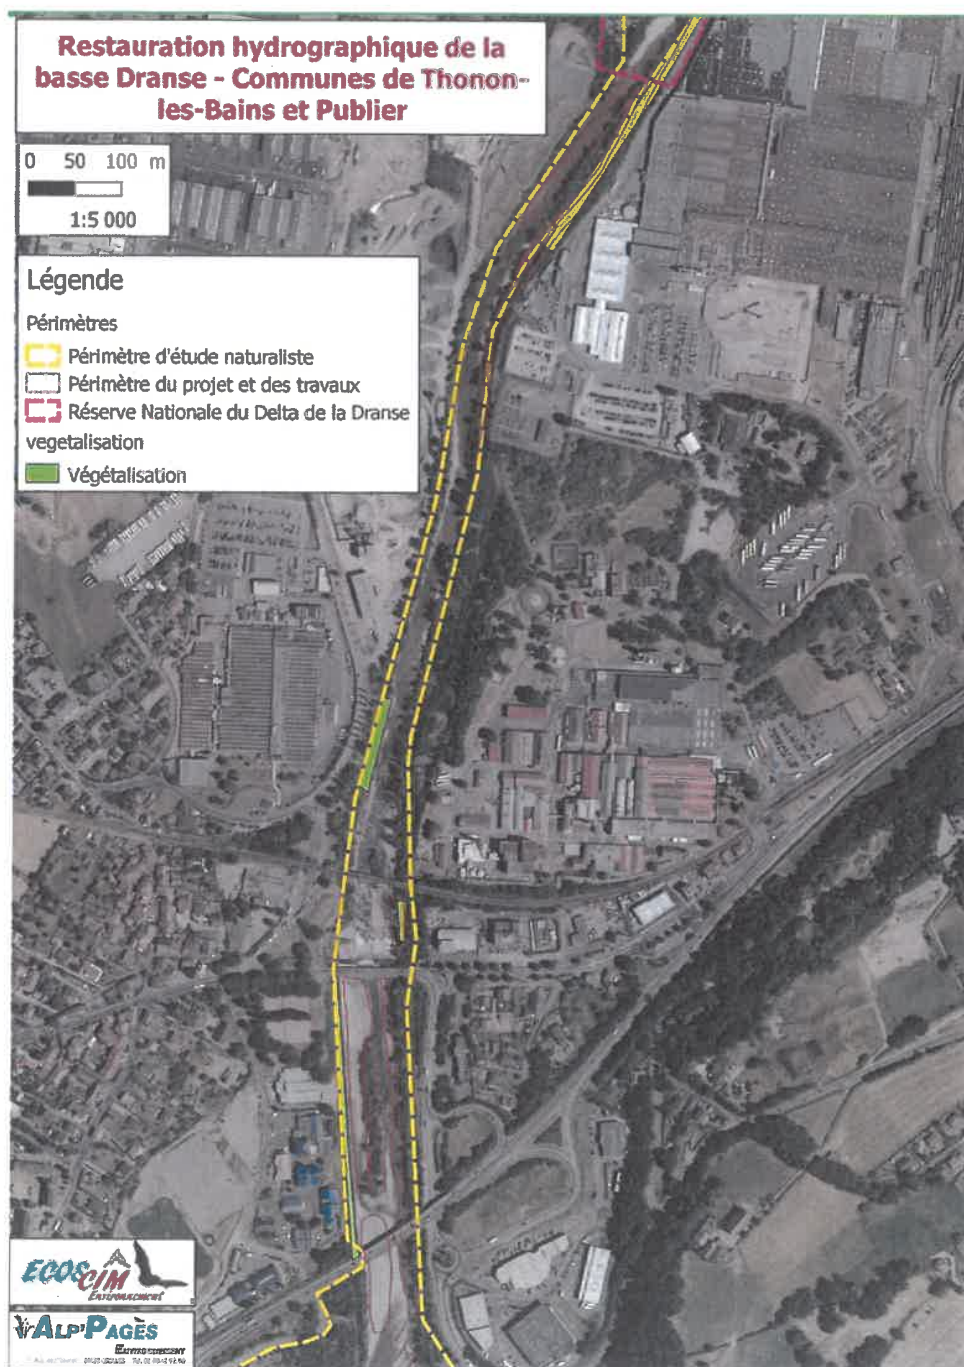 Restauration hydrographique de la
basse Dranse - Communes de Thonon-
les-Bains et Publier
0 50 100 m
1:5 000
Légende
Périmètres
Périmètre d'étude naturaliste
Périmètre du projet et des travaux
Réserve Nationale du Delta de la Dranse
vegetalisation
Végétalisation
ECOSCIM
Environnement
ALP'PAGÈS
Environnement